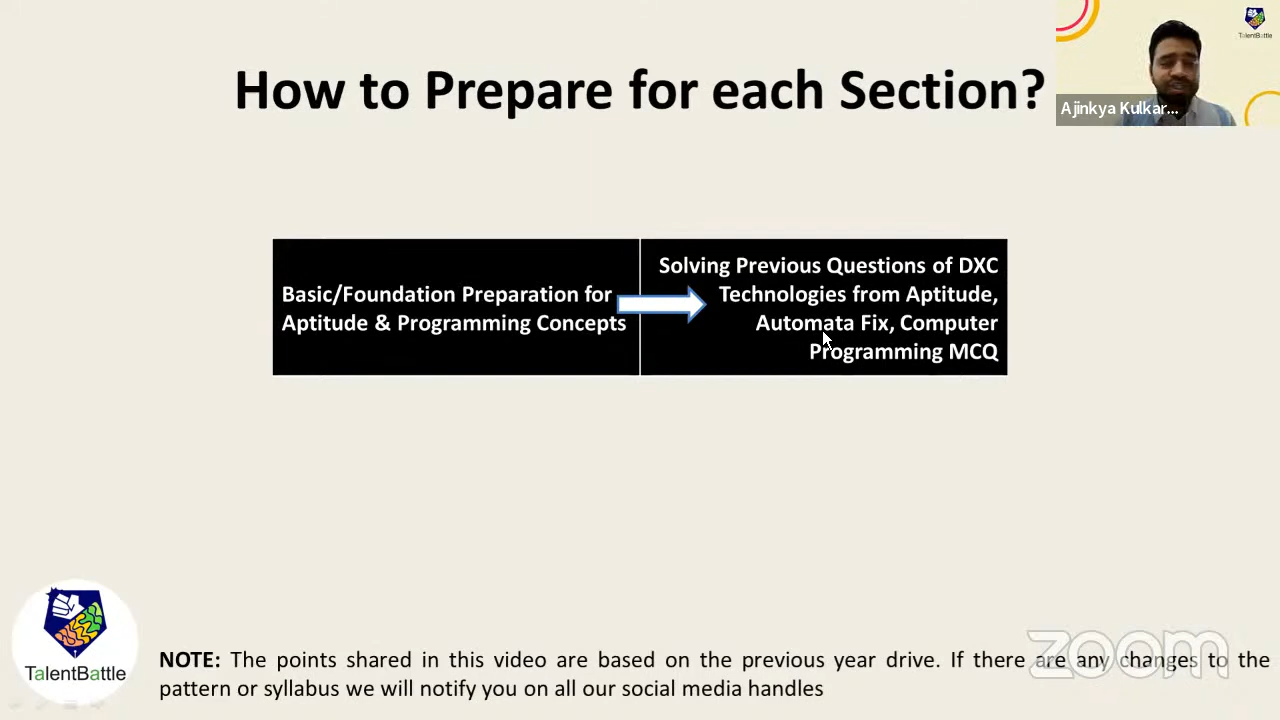 TalentBattle
How to Prepare for each Section?
Ajinkya Kulkar...
Basic/Foundation Preparation for
Aptitude & Programming Concepts
Solving Previous Questions of DXC
Technologies from Aptitude,
Automata Fix, Computer
Programming MCQ
TalentBattle
zoom
NOTE: The points shared in this video are based on the previous year drive. If there are any changes to the
pattern or syllabus we will notify you on all our social media handles